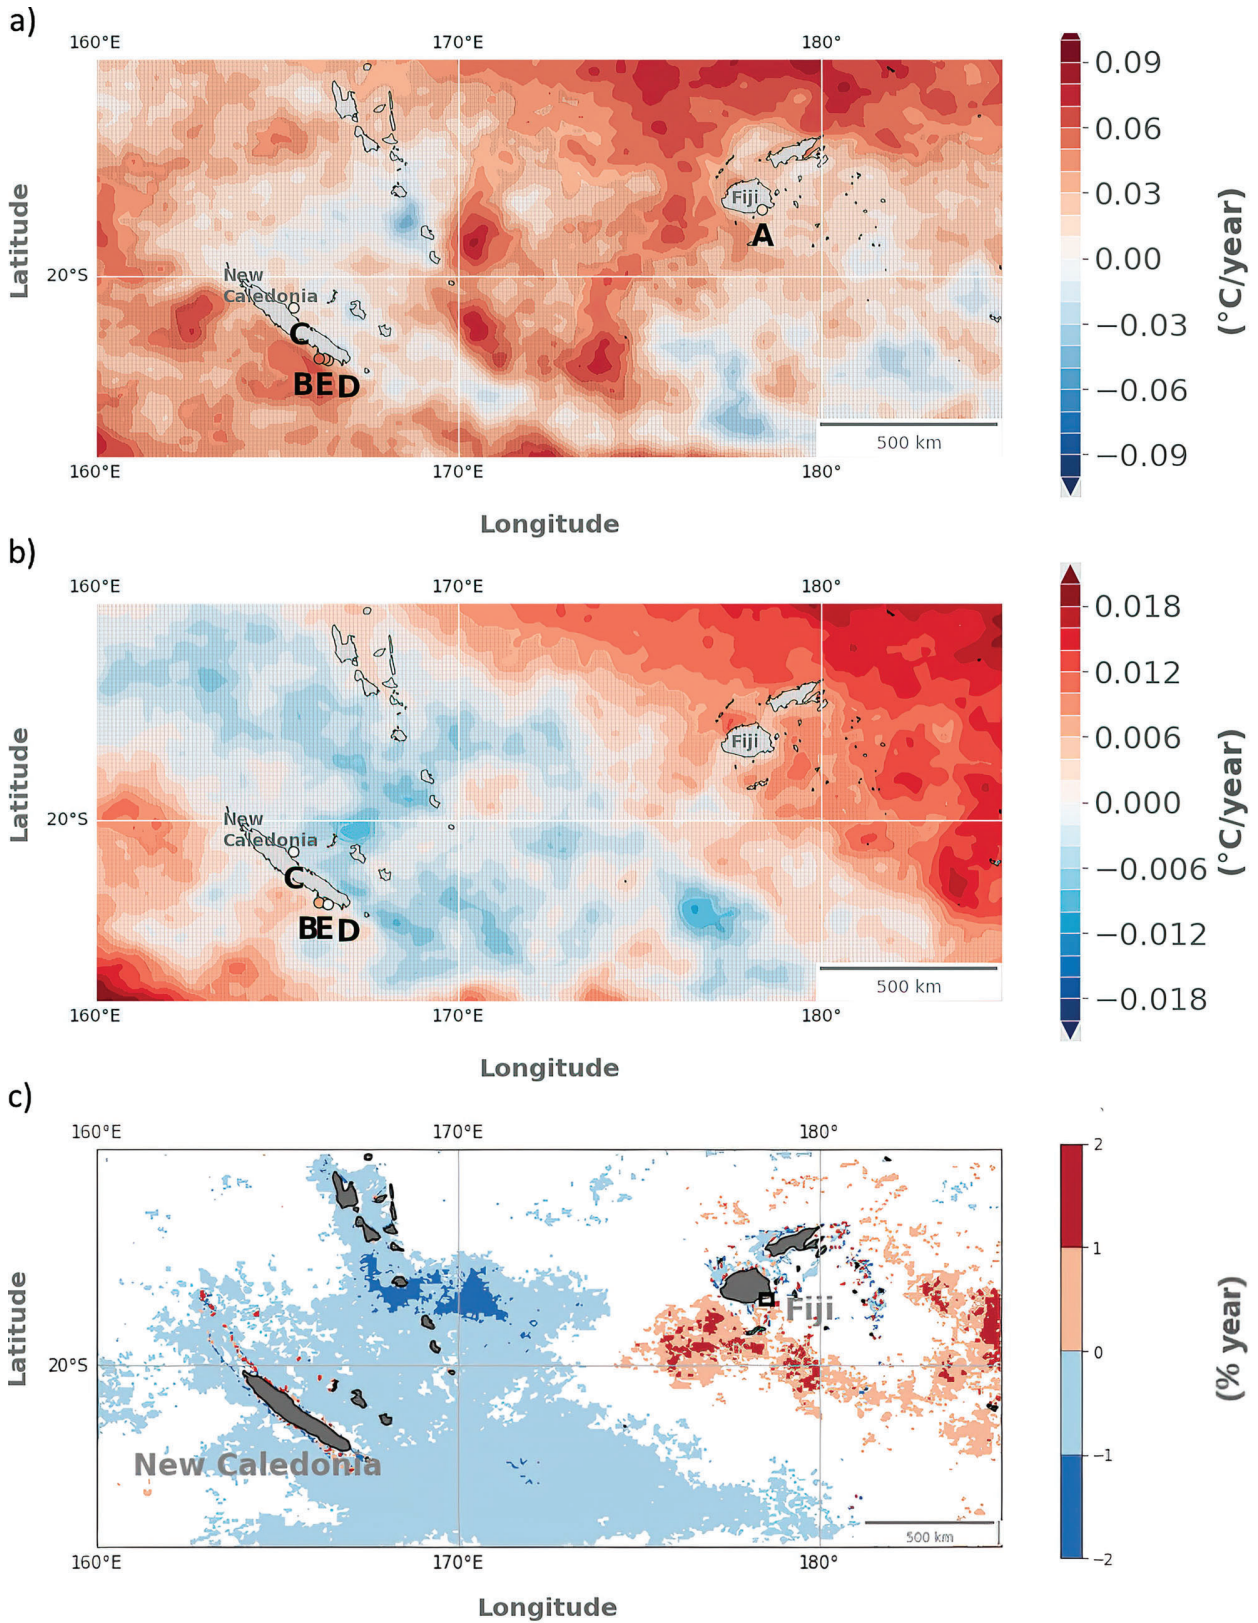 a)
160°E 170°E 180°
0.09
0.06
0.03
0.00
−0.03
−0.06
−0.09
(°C/year)
Latitude
20°S
Fiji
A
New
Caledonia
C
B E D
500 km
160°E 170°E 180°
Longitude
b)
160°E 170°E 180°
0.018
0.012
0.006
0.000
−0.006
−0.012
−0.018
(°C/year)
Latitude
20°S
Fiji
New
Caledonia
C
B E D
500 km
160°E 170°E 180°
Longitude
c)
160°E 170°E 180°
2
1
0
−1
−2
(% year)
Latitude
20°S
Fiji
New Caledonia
500 km
160°E 170°E 180°
Longitude